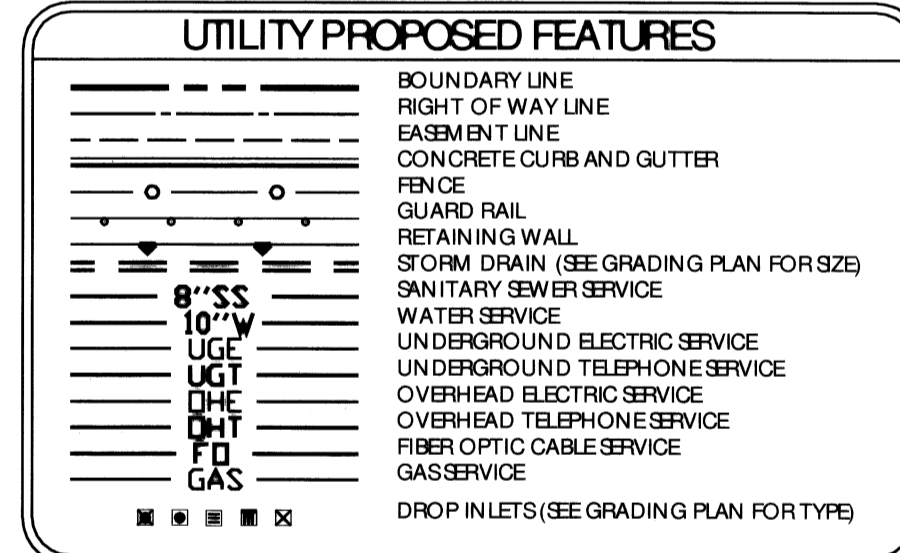 UTILITY PROPOSED FEATURES
BOUNDARY LINE
RIGHT OF WAY LINE
EASEMENT LINE
CONCRETE CURB AND GUTTER
FENCE
GUARD RAIL
RETAINING WALL
STORM DRAIN (SEE GRADING PLAN FOR SIZE)
8"SS SANITARY SEWER SERVICE
10"W WATER SERVICE
UGE UNDERGROUND ELECTRIC SERVICE
UGT UNDERGROUND TELEPHONE SERVICE
OHE OVERHEAD ELECTRIC SERVICE
OHT OVERHEAD TELEPHONE SERVICE
FO FIBER OPTIC CABLE SERVICE
GAS GAS SERVICE
DROP INLETS (SEE GRADING PLAN FOR TYPE)